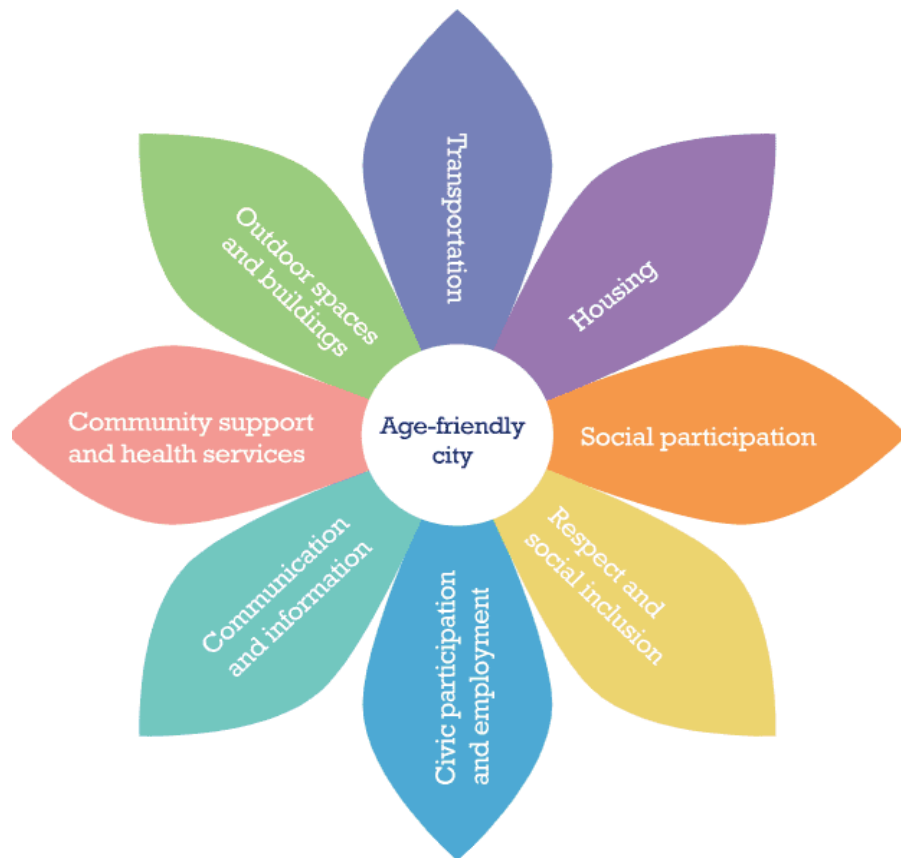 Transportation
Housing
Social participation
Respect and
social inclusion
Civic participation
and employment
Communication
and information
Community support
and health services
Outdoor spaces
and buildings
Age-friendly
city